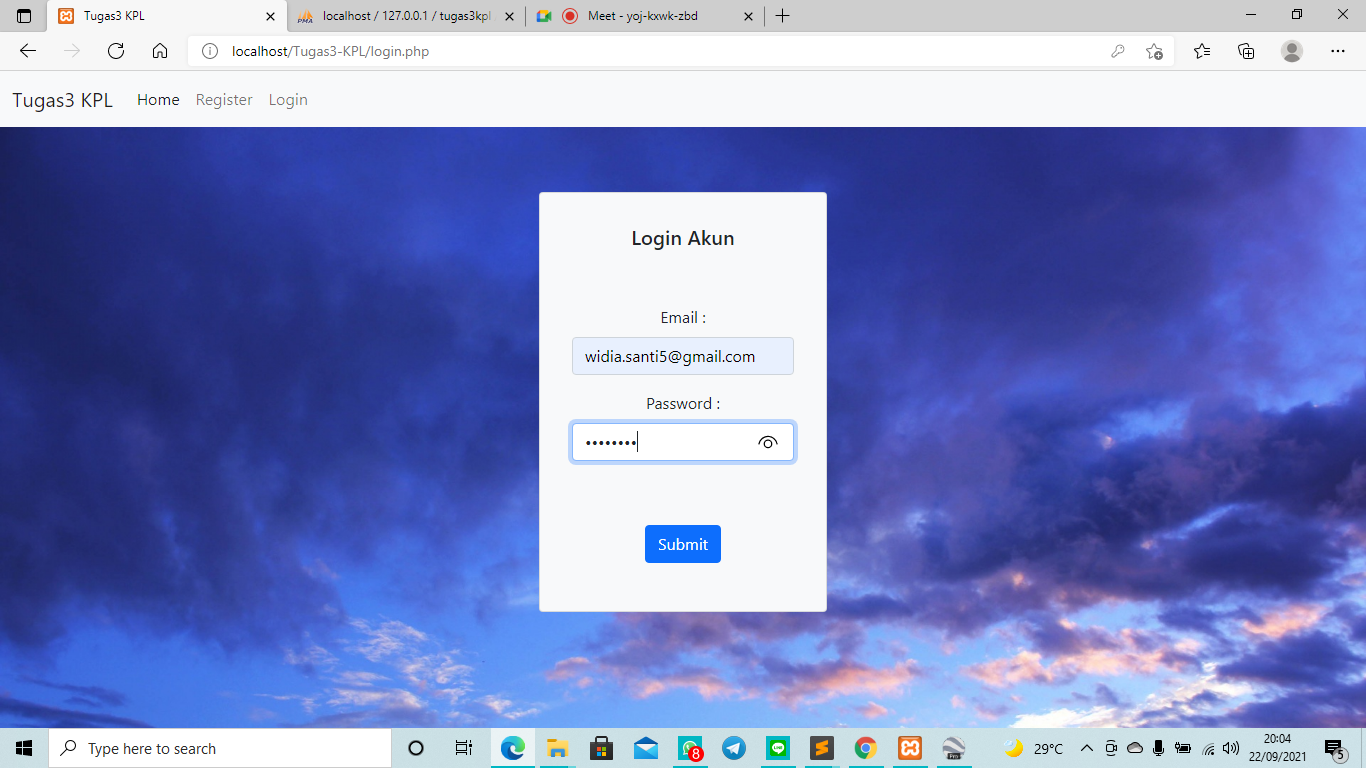 Tugas3 KPL
localhost / 127.0.0.1 / tugas3kpl
Meet - yoj-kxwk-zbd
localhost/Tugas3-KPL/login.php
Tugas3 KPL Home Register Login
Login Akun
Email :
widia.santi5@gmail.com
Password :
••••••••
Submit
Type here to search
8
Pro
29°C
20:04
22/09/2021
5